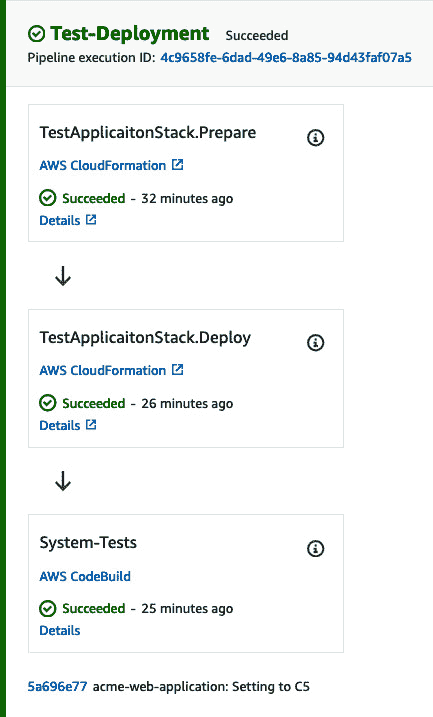 Test-Deployment Succeeded
Pipeline execution ID: 4c9658fe-6dad-49e6-8a85-94d43faf07a5
TestApplicaitonStack.Prepare
AWS CloudFormation
Succeeded - 32 minutes ago
Details
TestApplicaitonStack.Deploy
AWS CloudFormation
Succeeded - 26 minutes ago
Details
System-Tests
AWS CodeBuild
Succeeded - 25 minutes ago
Details
5a696e77 acme-web-application: Setting to C5